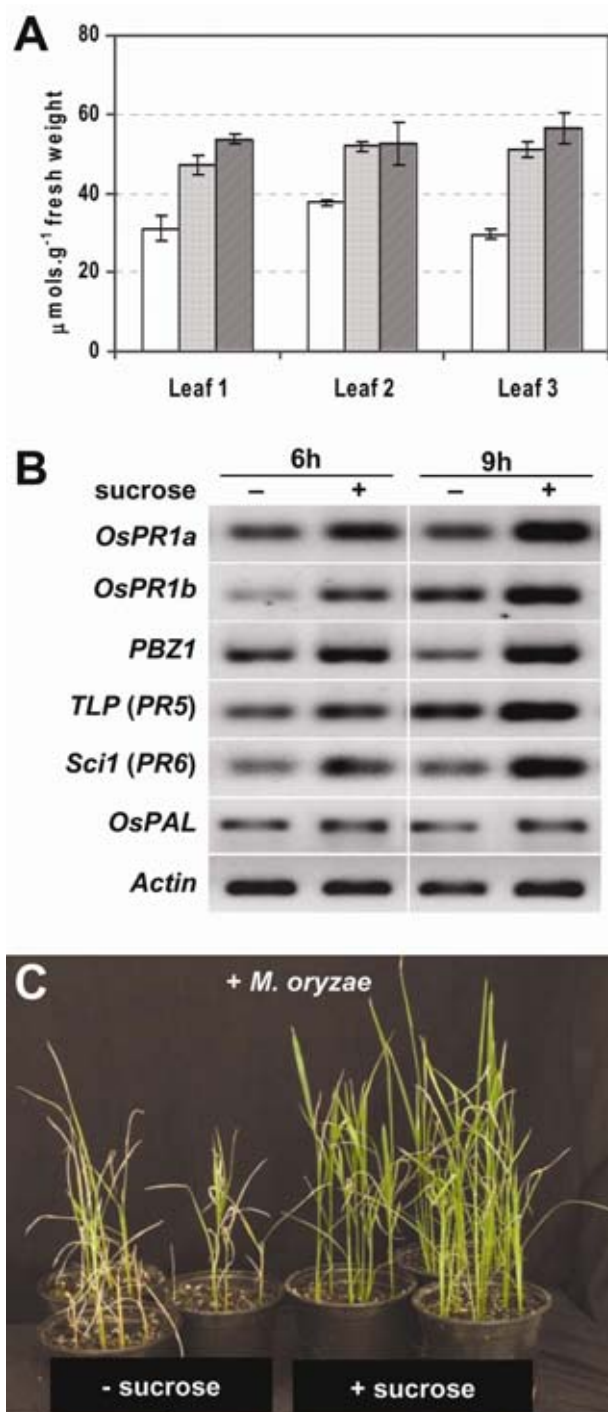 A
80
60
40
20
0
μmols.g⁻¹ fresh weight
Leaf 1 Leaf 2 Leaf 3
B
6h 9h
sucrose – + – +
OsPR1a
OsPR1b
PBZ1
TLP (PR5)
Sci1 (PR6)
OsPAL
Actin
C
+ M. oryzae
- sucrose + sucrose